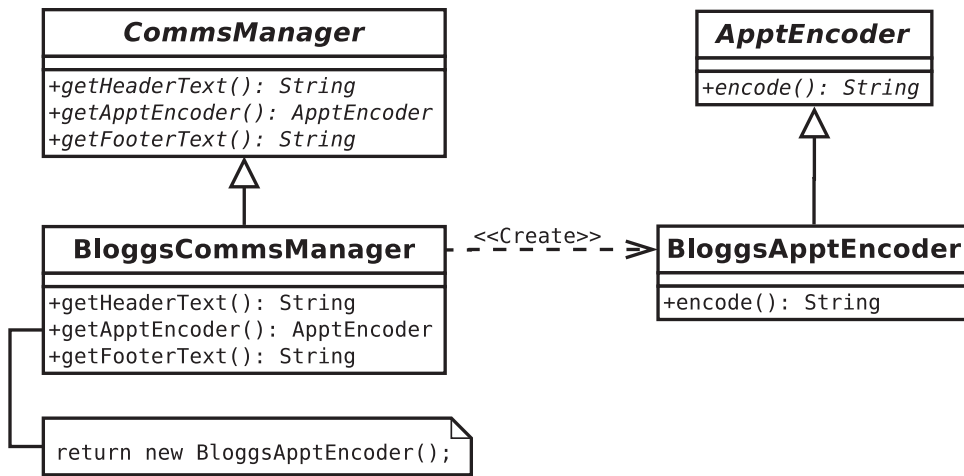 CommsManager
+getHeaderText(): String
+getApptEncoder(): ApptEncoder
+getFooterText(): String
ApptEncoder
+encode(): String
BloggsCommsManager
+getHeaderText(): String
+getApptEncoder(): ApptEncoder
+getFooterText(): String
<<Create>>
BloggsApptEncoder
+encode(): String
return new BloggsApptEncoder();